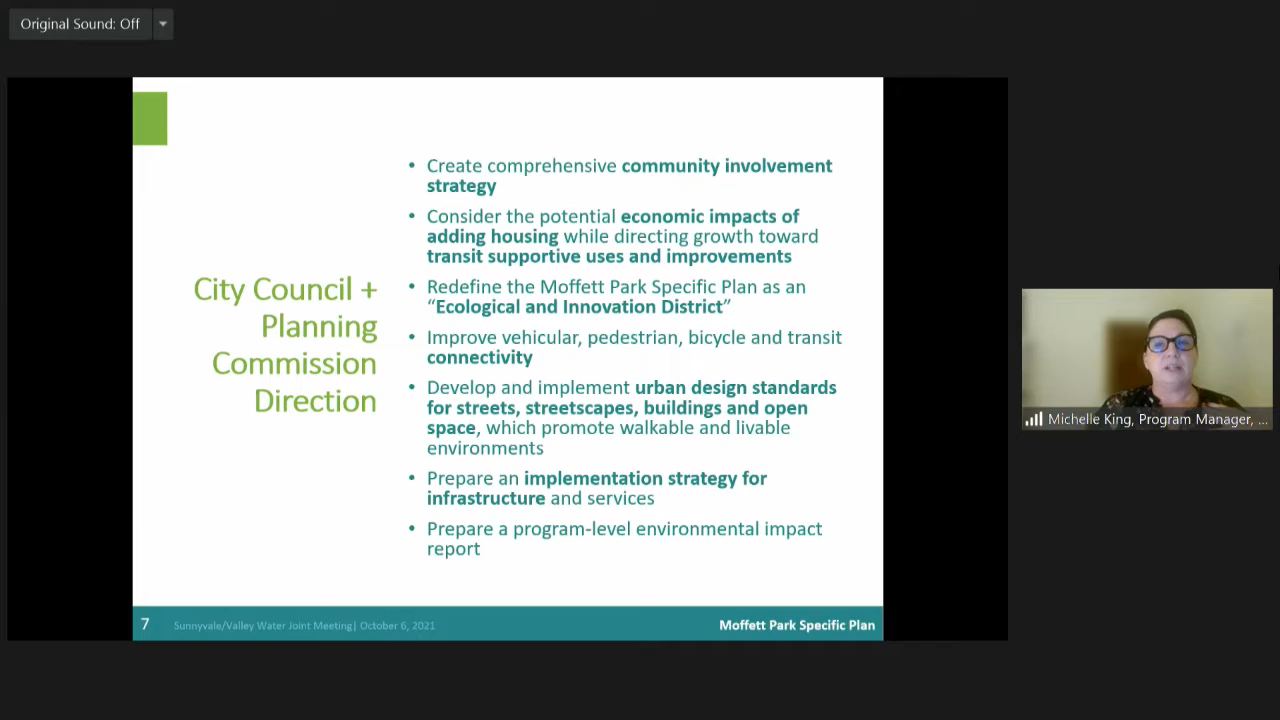 Original Sound: Off
City Council +
Planning
Commission
Direction
• Create comprehensive community involvement
strategy
• Consider the potential economic impacts of
adding housing while directing growth toward
transit supportive uses and improvements
• Redefine the Moffett Park Specific Plan as an
“Ecological and Innovation District”
• Improve vehicular, pedestrian, bicycle and transit
connectivity
• Develop and implement urban design standards
for streets, streetscapes, buildings and open
space, which promote walkable and livable
environments
• Prepare an implementation strategy for
infrastructure and services
• Prepare a program-level environmental impact
report
7
Sunnyvale/Valley Water Joint Meeting| October 6, 2021
Moffett Park Specific Plan
Michelle King, Program Manager, ...